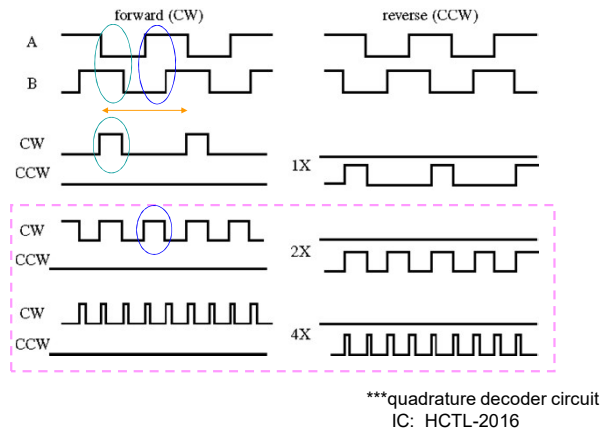 forward (CW) reverse (CCW)
A
B
CW
CCW 1X
CW
CCW 2X
CW
CCW 4X
***quadrature decoder circuit
IC: HCTL-2016